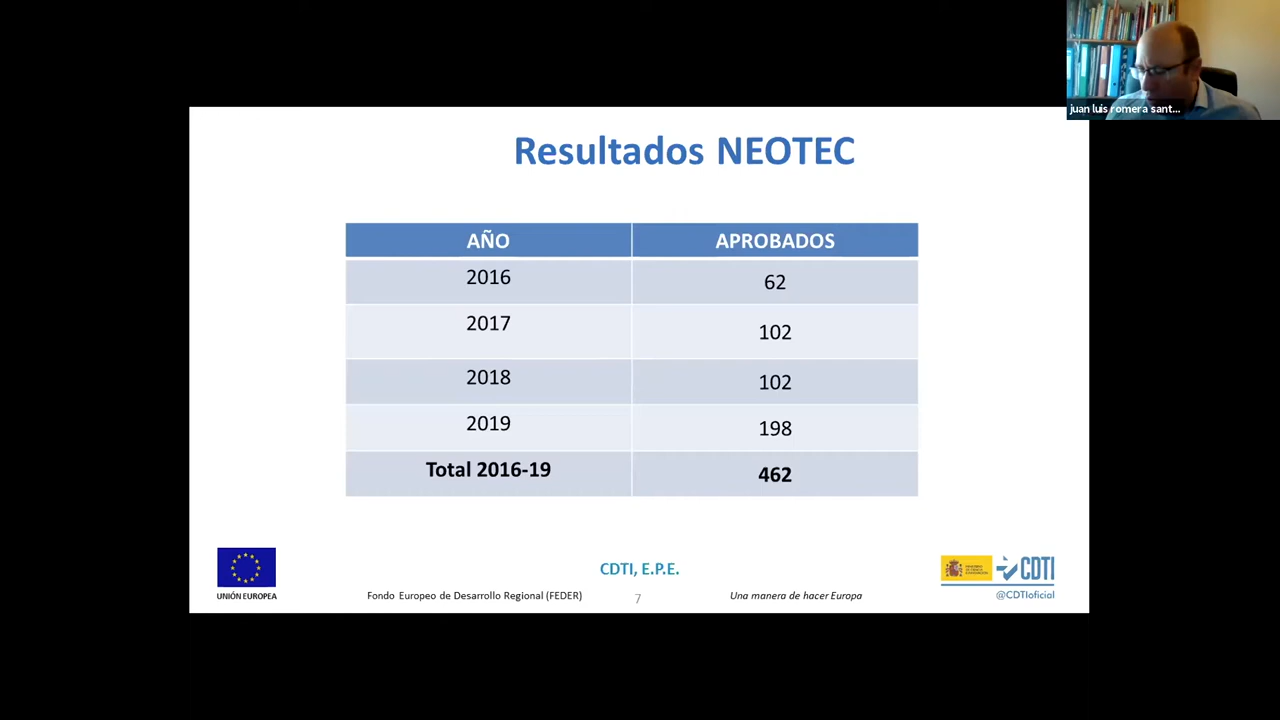 juan luis romera sant...
Resultados NEOTEC
AÑO APROBADOS
2016 62
2017 102
2018 102
2019 198
Total 2016-19 462
CDTI, E.P.E.
CDTI
UNIÓN EUROPEA Fondo Europeo de Desarrollo Regional (FEDER) 7 Una manera de hacer Europa @CDTIoficial